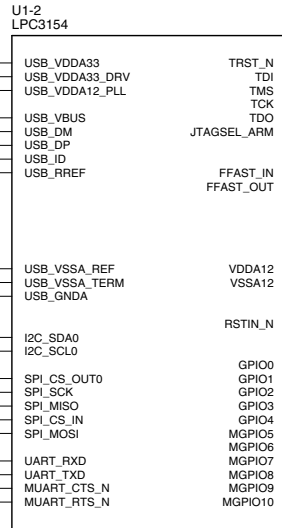 U1-2
LPC3154
USB_VDDA33 TRST_N
USB_VDDA33_DRV TDI
USB_VDDA12_PLL TMS
TCK
USB_VBUS TDO
USB_DM JTAGSEL_ARM
USB_DP
USB_ID
USB_RREF FFAST_IN
FFAST_OUT
USB_VSSA_REF VDDA12
USB_VSSA_TERM VSSA12
USB_GNDA
RSTIN_N
I2C_SDA0
I2C_SCL0
GPIO0
SPI_CS_OUT0 GPIO1
SPI_SCK GPIO2
SPI_MISO GPIO3
SPI_CS_IN GPIO4
SPI_MOSI MGPIO5
MGPIO6
UART_RXD MGPIO7
UART_TXD MGPIO8
MUART_CTS_N MGPIO9
MUART_RTS_N MGPIO10